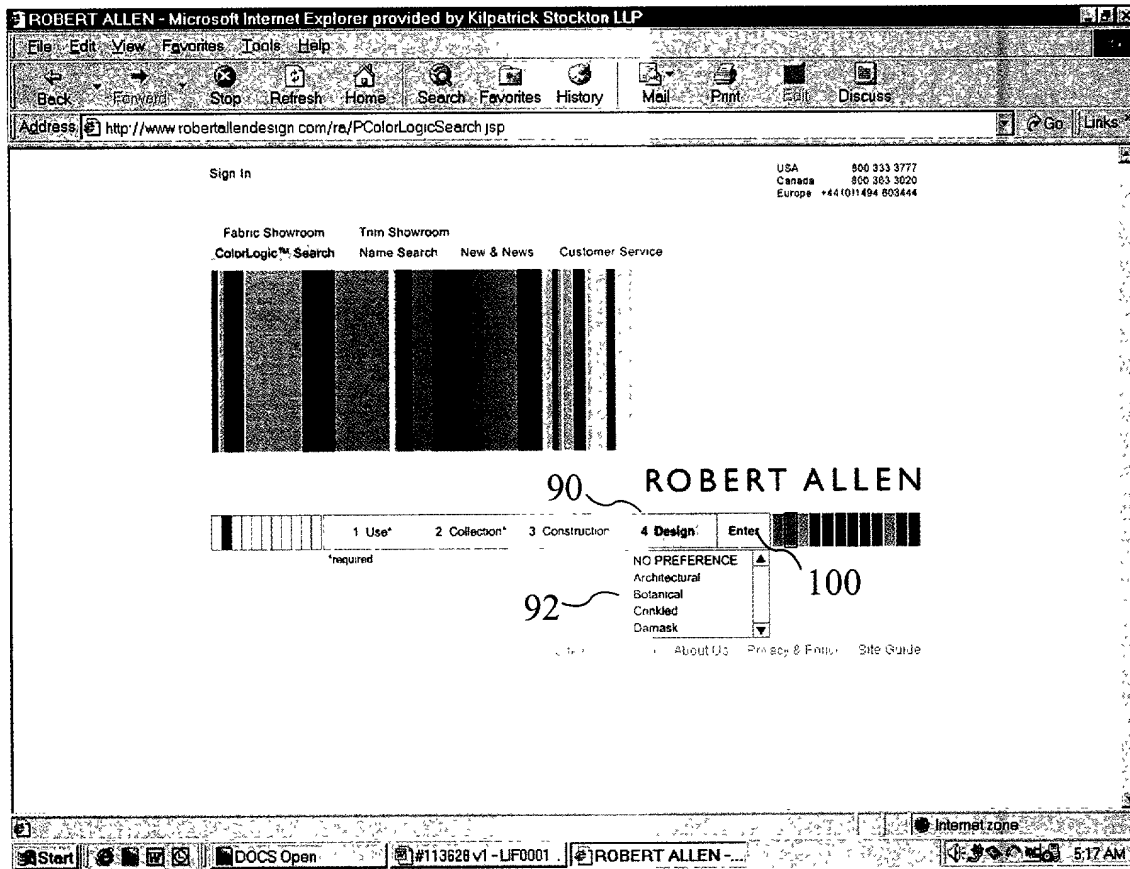 ROBERT ALLEN - Microsoft Internet Explorer provided by Kilpatrick Stockton LLP
File Edit View Favorites Tools Help
Back Forward Stop Refresh Home Search Favorites History Mail Print Edit Discuss
Address http://www robertallendesign com/ra/PColorLogicSearch jsp Go Links
Sign In
USA 800 333 3777
Canada 800 363 3020
Europe +44(0)1494 603444
Fabric Showroom Trim Showroom
ColorLogic™ Search Name Search New & News Customer Service
ROBERT ALLEN
90
1 Use* 2 Collection* 3 Construction 4 Design Enter
*required
NO PREFERENCE
Architectural
Botanical
Crinkled
Damask
92
100
About Us Privacy & Site Guide
Internet zone
Start DOCS Open #113628 v1 - LIF0001 . ROBERT ALLEN -... 5:17 AM